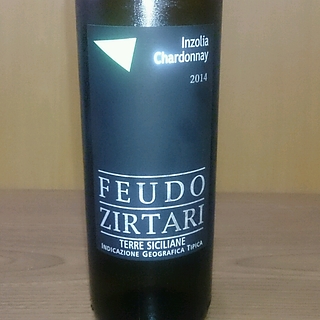 Inzolia
Chardonnay
2014
FEUDO
ZIRTARI
TERRE SICILIANE
INDICAZIONE GEOGRAFICA TIPICA